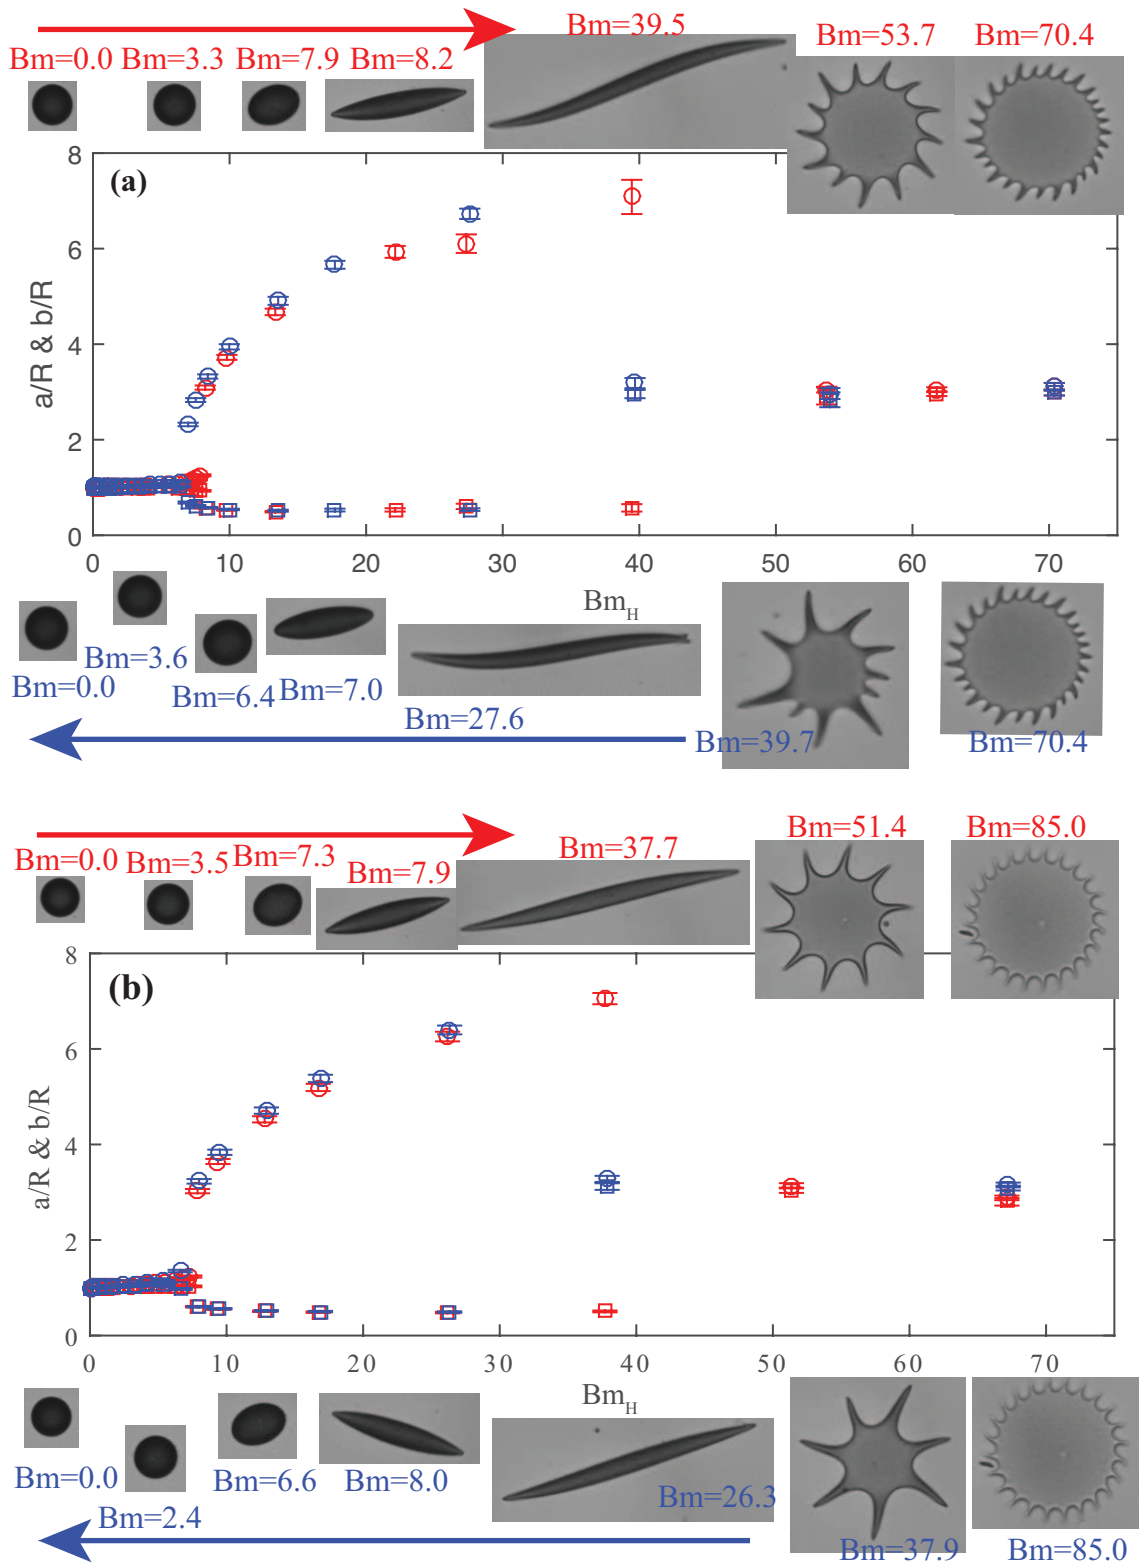 Bm=39.5
Bm=53.7 Bm=70.4
Bm=0.0 Bm=3.3 Bm=7.9 Bm=8.2
(a)
8
6
4
2
0
a/R & b/R
0 10 20 30 40 50 60 70
Bm_H
Bm=3.6
Bm=0.0
Bm=6.4 Bm=7.0
Bm=27.6
Bm=39.7
Bm=70.4
Bm=51.4 Bm=85.0
Bm=0.0 Bm=3.5 Bm=7.3
Bm=37.7
Bm=7.9
(b)
8
6
4
2
0
a/R & b/R
0 10 20 30 40 50 60 70
Bm_H
Bm=0.0
Bm=6.6 Bm=8.0
Bm=26.3
Bm=2.4
Bm=37.9 Bm=85.0